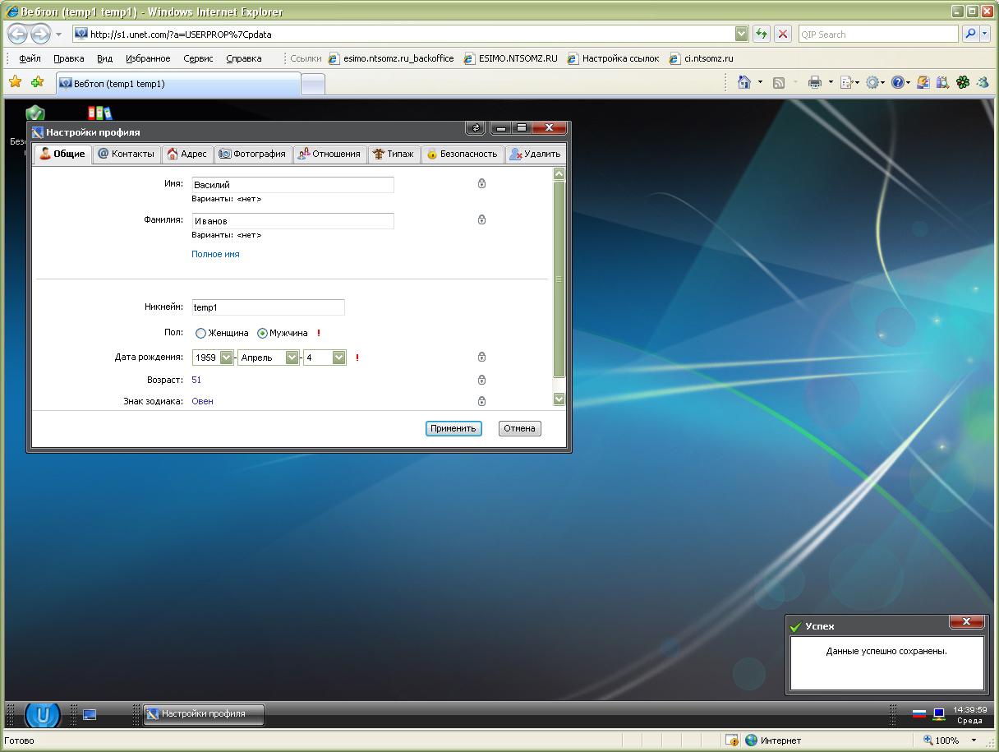 Вебтоп (temp1 temp1) - Windows Internet Explorer
http://s1.unet.com/?a=USERPROP%7Cpdata
QIP Search
Файл Правка Вид Избранное Сервис Справка Ссылки esimo.ntsomz.ru_backoffice ESIMO.NTSOMZ.RU Настройка ссылок ci.ntsomz.ru
Вебтоп (temp1 temp1)
Настройки профиля
Общие Контакты Адрес Фотография Отношения Типаж Безопасность Удалить
Имя: Василий
Варианты: <нет>
Фамилия: Иванов
Варианты: <нет>
Полное имя
Никнейм: temp1
Пол: Женщина Мужчина !
Дата рождения: 1959 - Апрель - 4 !
Возраст: 51
Знак зодиака: Овен
Применить Отмена
Успех
Данные успешно сохранены.
U Настройки профиля 14:39:59
Среда
Готово Интернет 100%